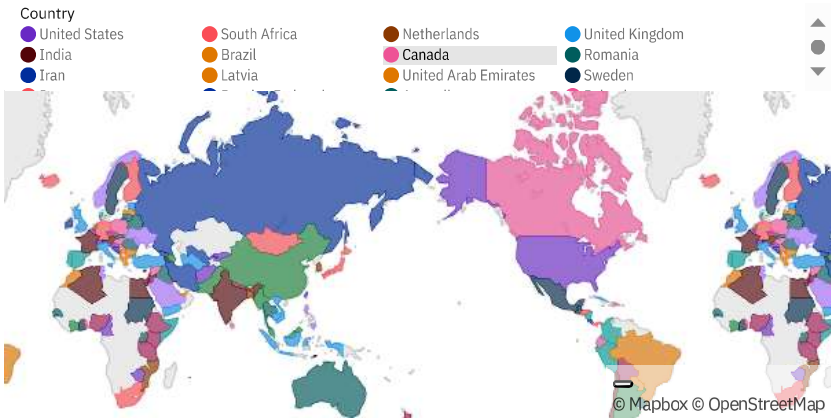 Country
United States South Africa Netherlands United Kingdom
India Brazil Canada Romania
Iran Latvia United Arab Emirates Sweden
© Mapbox © OpenStreetMap